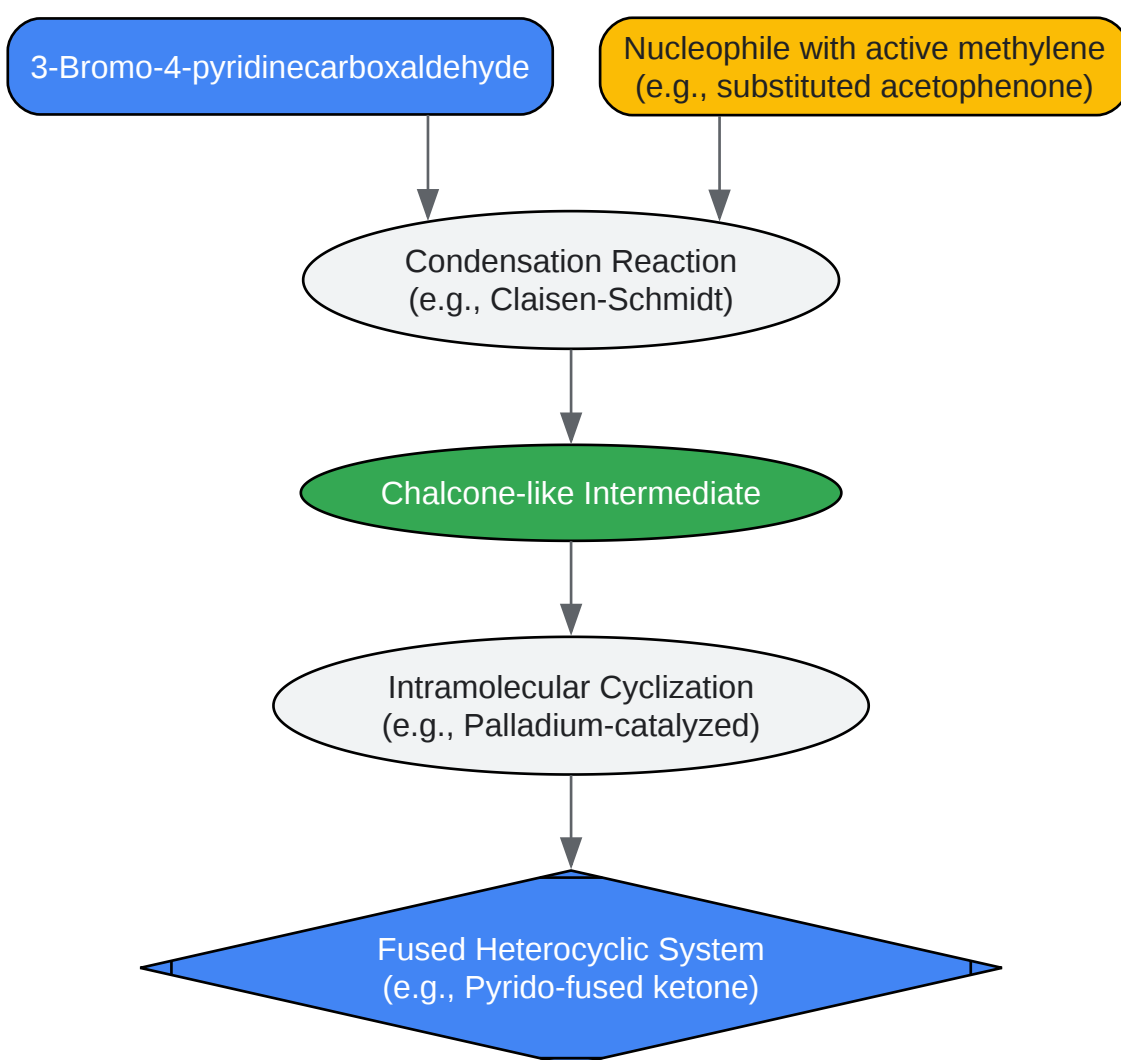 3-Bromo-4-pyridinecarboxaldehyde
Nucleophile with active methylene
(e.g., substituted acetophenone)
Condensation Reaction
(e.g., Claisen-Schmidt)
Chalcone-like Intermediate
Intramolecular Cyclization
(e.g., Palladium-catalyzed)
Fused Heterocyclic System
(e.g., Pyrido-fused ketone)